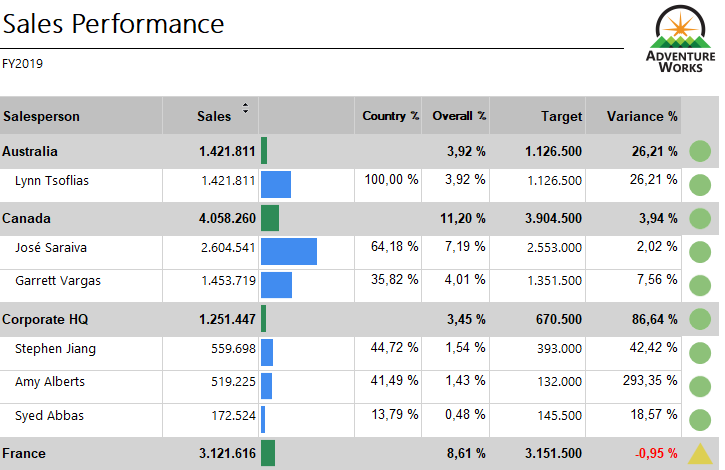 Sales Performance
ADVENTURE
WORKS
FY2019
Salesperson Sales Country % Overall % Target Variance %
Australia 1.421.811 3,92 % 1.126.500 26,21 %
Lynn Tsoflias 1.421.811 100,00 % 3,92 % 1.126.500 26,21 %
Canada 4.058.260 11,20 % 3.904.500 3,94 %
José Saraiva 2.604.541 64,18 % 7,19 % 2.553.000 2,02 %
Garrett Vargas 1.453.719 35,82 % 4,01 % 1.351.500 7,56 %
Corporate HQ 1.251.447 3,45 % 670.500 86,64 %
Stephen Jiang 559.698 44,72 % 1,54 % 393.000 42,42 %
Amy Alberts 519.225 41,49 % 1,43 % 132.000 293,35 %
Syed Abbas 172.524 13,79 % 0,48 % 145.500 18,57 %
France 3.121.616 8,61 % 3.151.500 -0,95 %